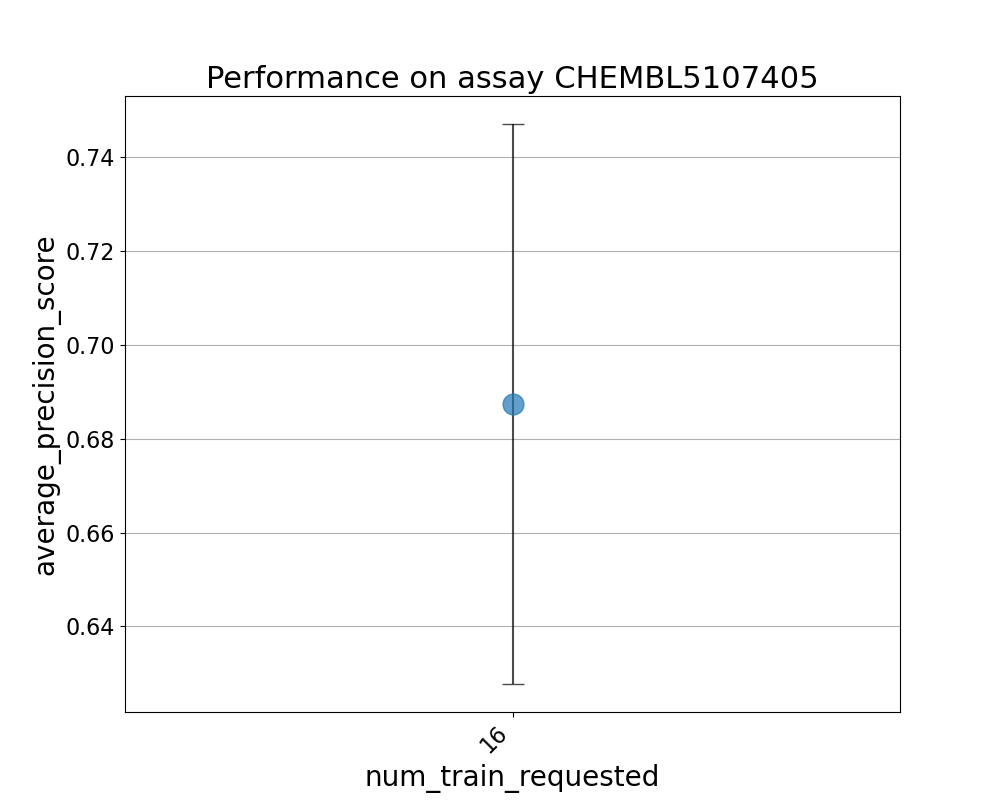 Performance on assay CHEMBL5107405
average_precision_score
0.74
0.72
0.70
0.68
0.66
0.64
16
num_train_requested